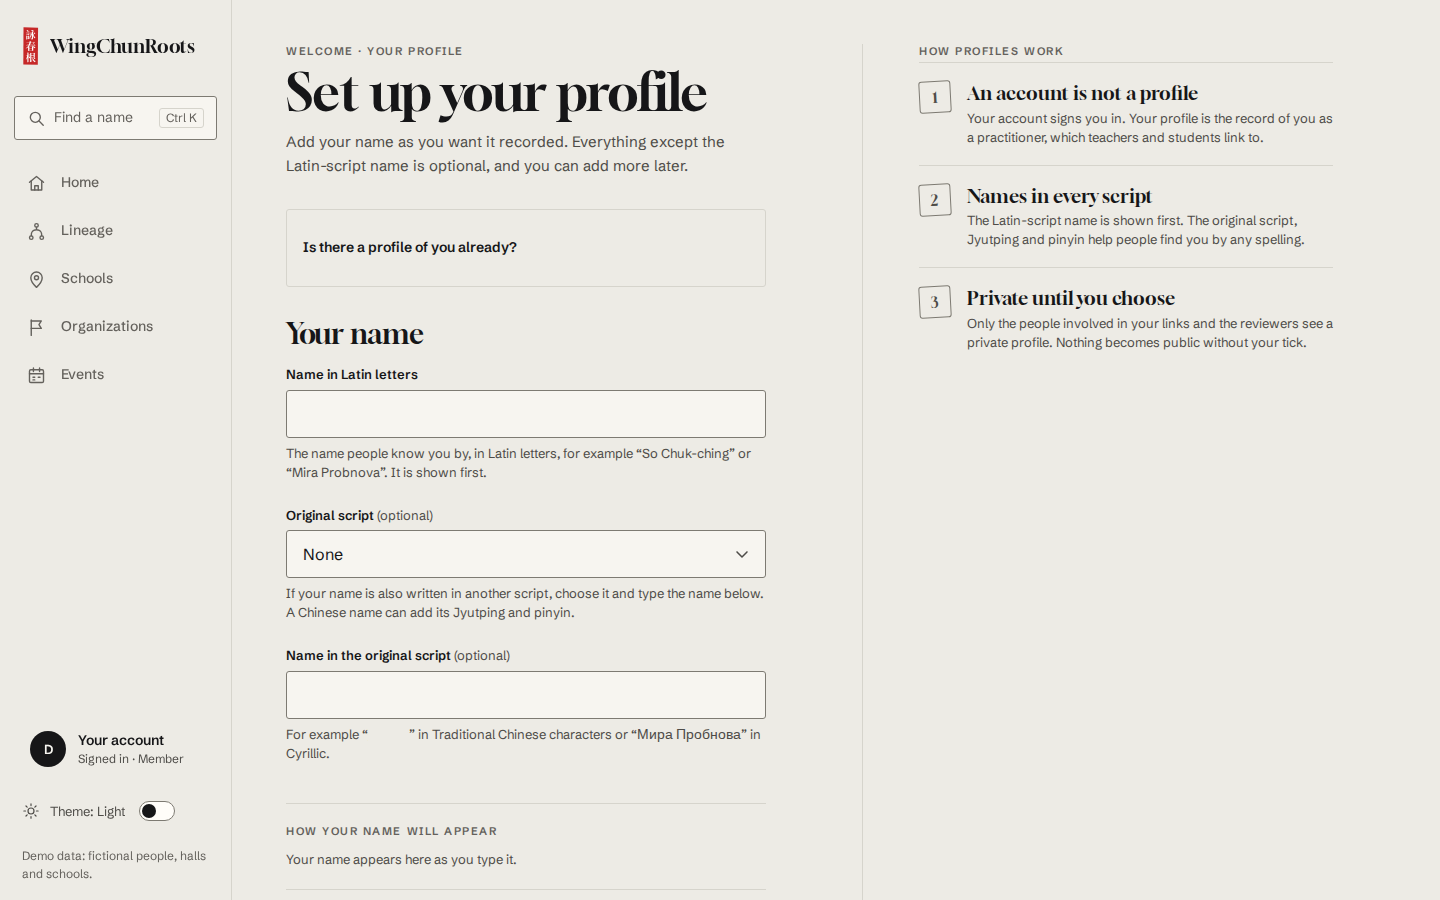 詠春根
WingChunRoots
Find a name
Ctrl K
Home
Lineage
Schools
Organizations
Events
D
Your account
Signed in · Member
Theme: Light
Demo data: fictional people, halls
and schools.
WELCOME · YOUR PROFILE
Set up your profile
Add your name as you want it recorded. Everything except the
Latin-script name is optional, and you can add more later.
Is there a profile of you already?
Your name
Name in Latin letters
The name people know you by, in Latin letters, for example “So Chuk-ching” or
“Mira Probnova”. It is shown first.
Original script (optional)
None
If your name is also written in another script, choose it and type the name below.
A Chinese name can add its Jyutping and pinyin.
Name in the original script (optional)
For example “ ” in Traditional Chinese characters or “Мира Пробнова” in
Cyrillic.
HOW YOUR NAME WILL APPEAR
Your name appears here as you type it.
HOW PROFILES WORK
1
An account is not a profile
Your account signs you in. Your profile is the record of you as
a practitioner, which teachers and students link to.
2
Names in every script
The Latin-script name is shown first. The original script,
Jyutping and pinyin help people find you by any spelling.
3
Private until you choose
Only the people involved in your links and the reviewers see a
private profile. Nothing becomes public without your tick.